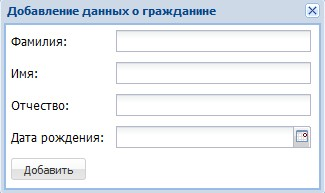 Добавление данных о гражданине
Фамилия:
Имя:
Отчество:
Дата рождения:
Добавить